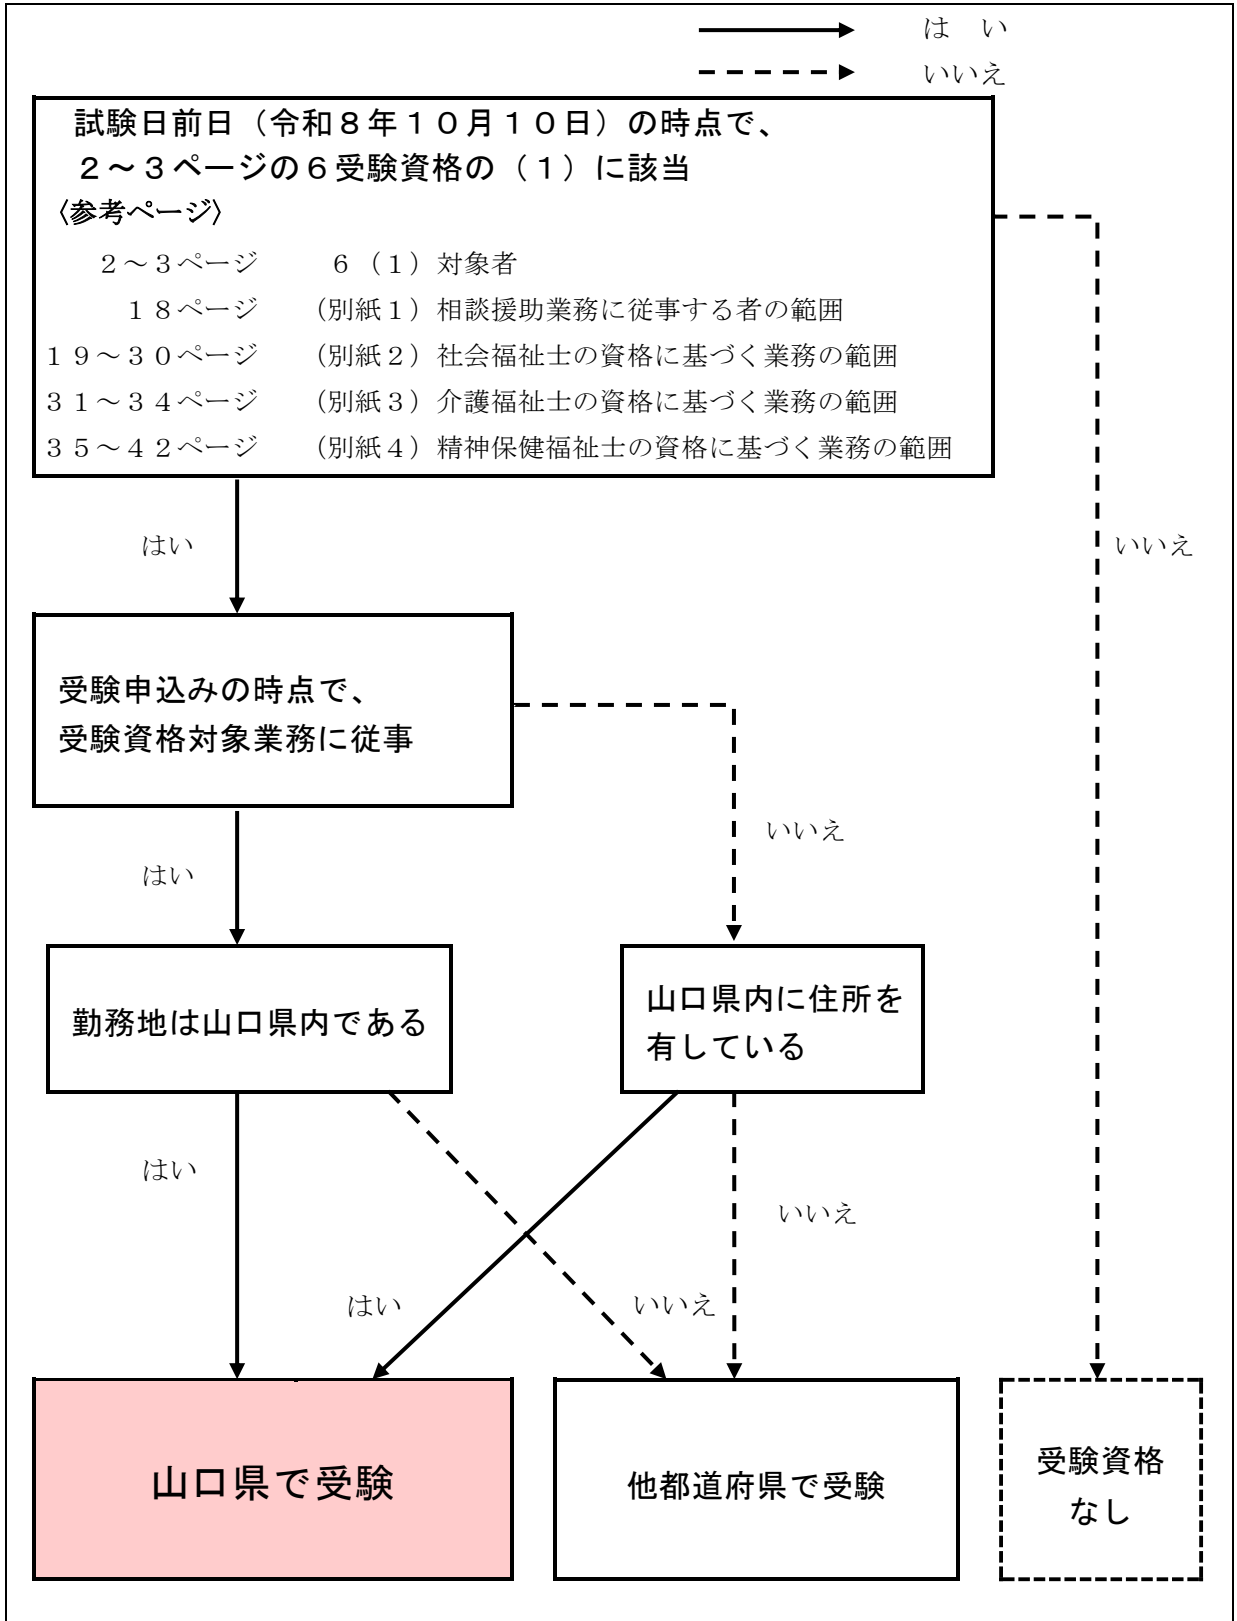 は　い
いいえ
試験日前日（令和８年１０月１０日）の時点で、
２～３ページの６受験資格の（１）に該当
〈参考ページ〉
２～３ページ　　６（１）対象者
１８ページ　　（別紙１）相談援助業務に従事する者の範囲
１９～３０ページ　　（別紙２）社会福祉士の資格に基づく業務の範囲
３１～３４ページ　　（別紙３）介護福祉士の資格に基づく業務の範囲
３５～４２ページ　　（別紙４）精神保健福祉士の資格に基づく業務の範囲
はい
いいえ
受験申込みの時点で、
受験資格対象業務に従事
いいえ
はい
勤務地は山口県内である
山口県内に住所を
有している
はい
いいえ
はい
いいえ
山口県で受験
他都道府県で受験
受験資格
なし